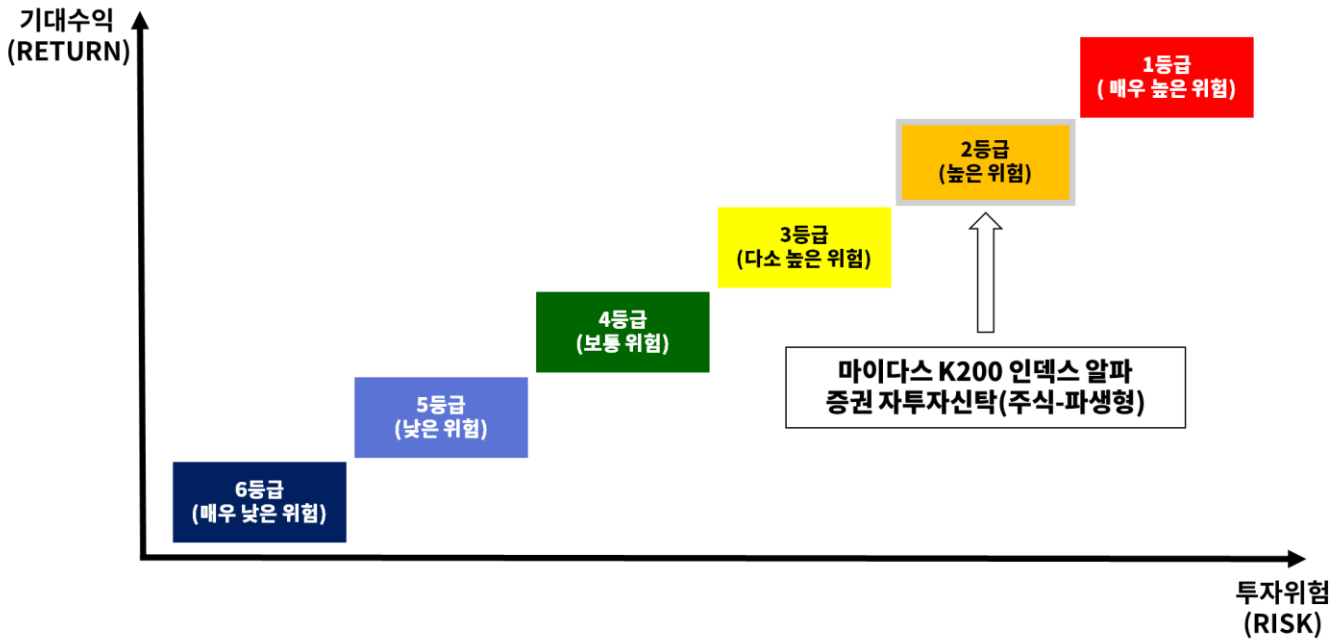 기대수익
(RETURN)
1등급
( 매우 높은 위험)
2등급
(높은 위험)
3등급
(다소 높은 위험)
4등급
(보통 위험)
마이다스 K200 인덱스 알파
증권 자투자신탁(주식-파생형)
5등급
(낮은 위험)
6등급
(매우 낮은 위험)
투자위험
(RISK)